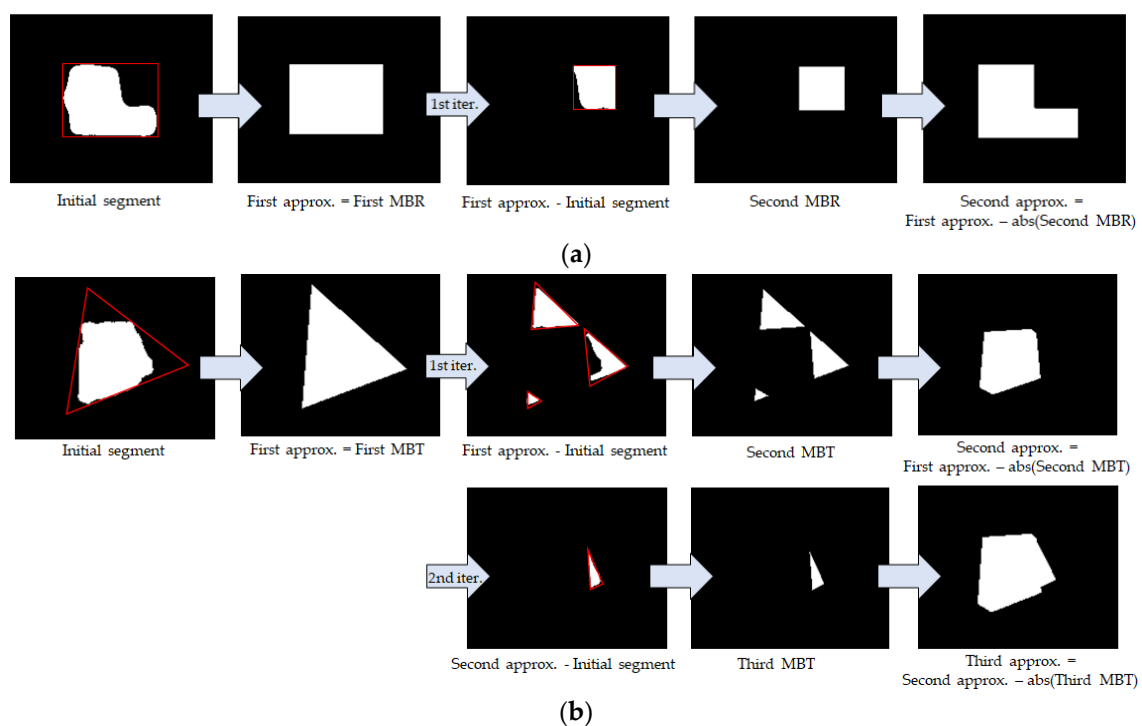 1st iter.
Initial segment
First approx. = First MBR
First approx. - Initial segment
Second MBR
Second approx. =
First approx. – abs(Second MBR)
(a)
1st iter.
Initial segment
First approx. = First MBT
First approx. - Initial segment
Second MBT
Second approx. =
First approx. – abs(Second MBT)
2nd iter.
Second approx. - Initial segment
Third MBT
Third approx. =
Second approx. – abs(Third MBT)
(b)